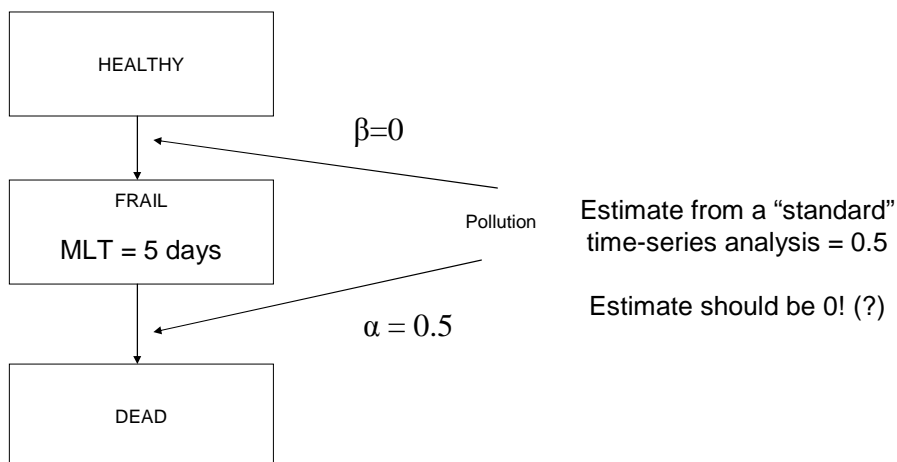 HEALTHY
β=0
FRAIL
MLT = 5 days
Pollution
Estimate from a “standard”
time-series analysis = 0.5
Estimate should be 0! (?)
α = 0.5
DEAD